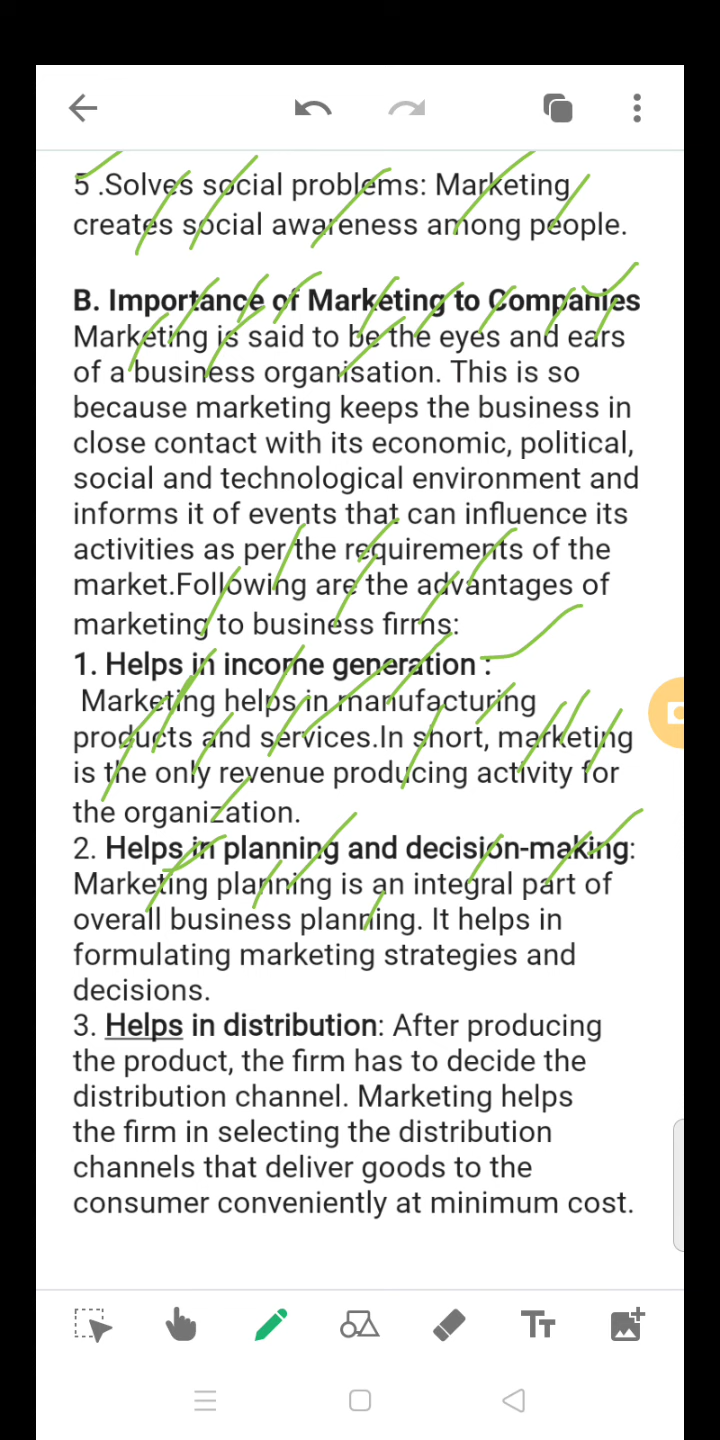 5 .Solves social problems: Marketing
creates social awareness among people.
B. Importance of Marketing to Companies
Marketing is said to be the eyes and ears
of a business organisation. This is so
because marketing keeps the business in
close contact with its economic, political,
social and technological environment and
informs it of events that can influence its
activities as per the requirements of the
market.Following are the advantages of
marketing to business firms:
1. Helps in income generation :
Marketing helps in manufacturing
products and services.In short, marketing
is the only revenue producing activity for
the organization.
2. Helps in planning and decision-making:
Marketing planning is an integral part of
overall business planning. It helps in
formulating marketing strategies and
decisions.
3. Helps in distribution: After producing
the product, the firm has to decide the
distribution channel. Marketing helps
the firm in selecting the distribution
channels that deliver goods to the
consumer conveniently at minimum cost.
TT